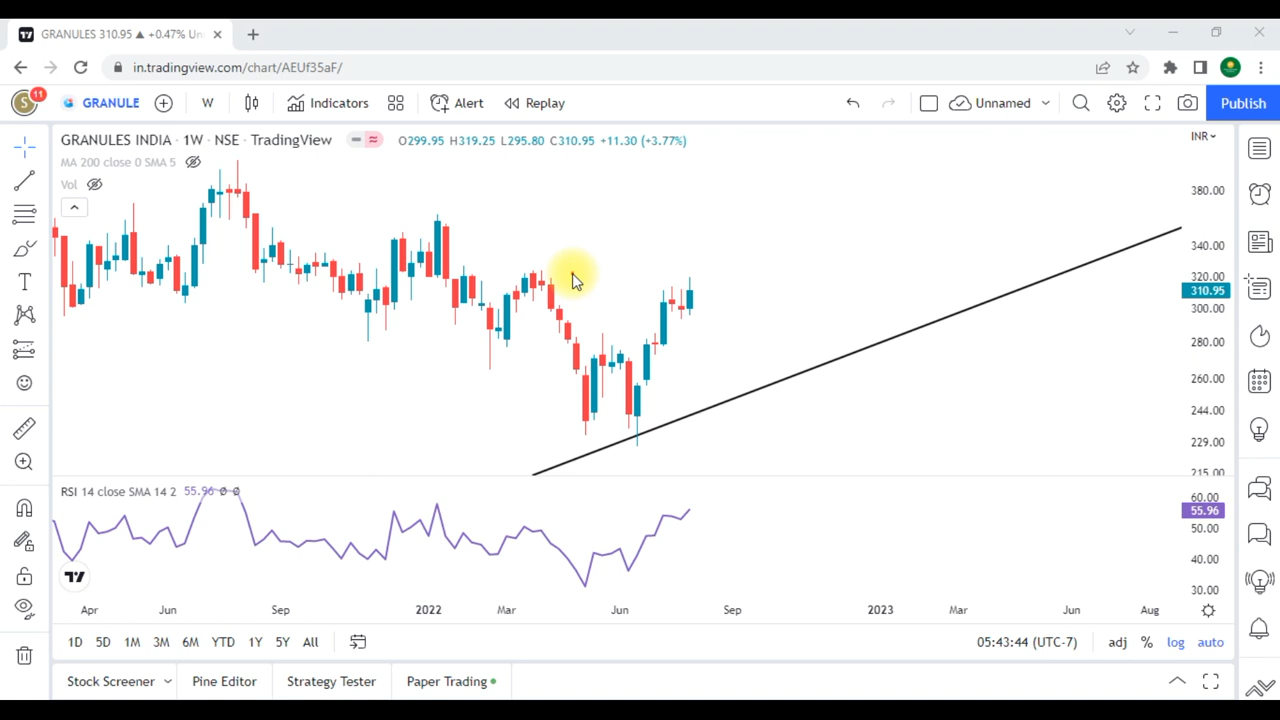 GRANULES 310.95 ▲ +0.47% Un
in.tradingview.com/chart/AEUf35aF/
S 11 GRANULE W Indicators Alert Replay Unnamed Publish
GRANULES INDIA · 1W · NSE · TradingView O299.95 H319.25 L295.80 C310.95 +11.30 (+3.77%) INR
MA 200 close 0 SMA 5
Vol
380.00
340.00
320.00
310.95
300.00
280.00
260.00
244.00
229.00
215.00
RSI 14 close SMA 14 2 55.96 ø ø
60.00
55.96
50.00
40.00
30.00
Apr Jun Sep 2022 Mar Jun Sep 2023 Mar Jun Aug
1D 5D 1M 3M 6M YTD 1Y 5Y All 05:43:44 (UTC-7) adj % log auto
Stock Screener Pine Editor Strategy Tester Paper Trading